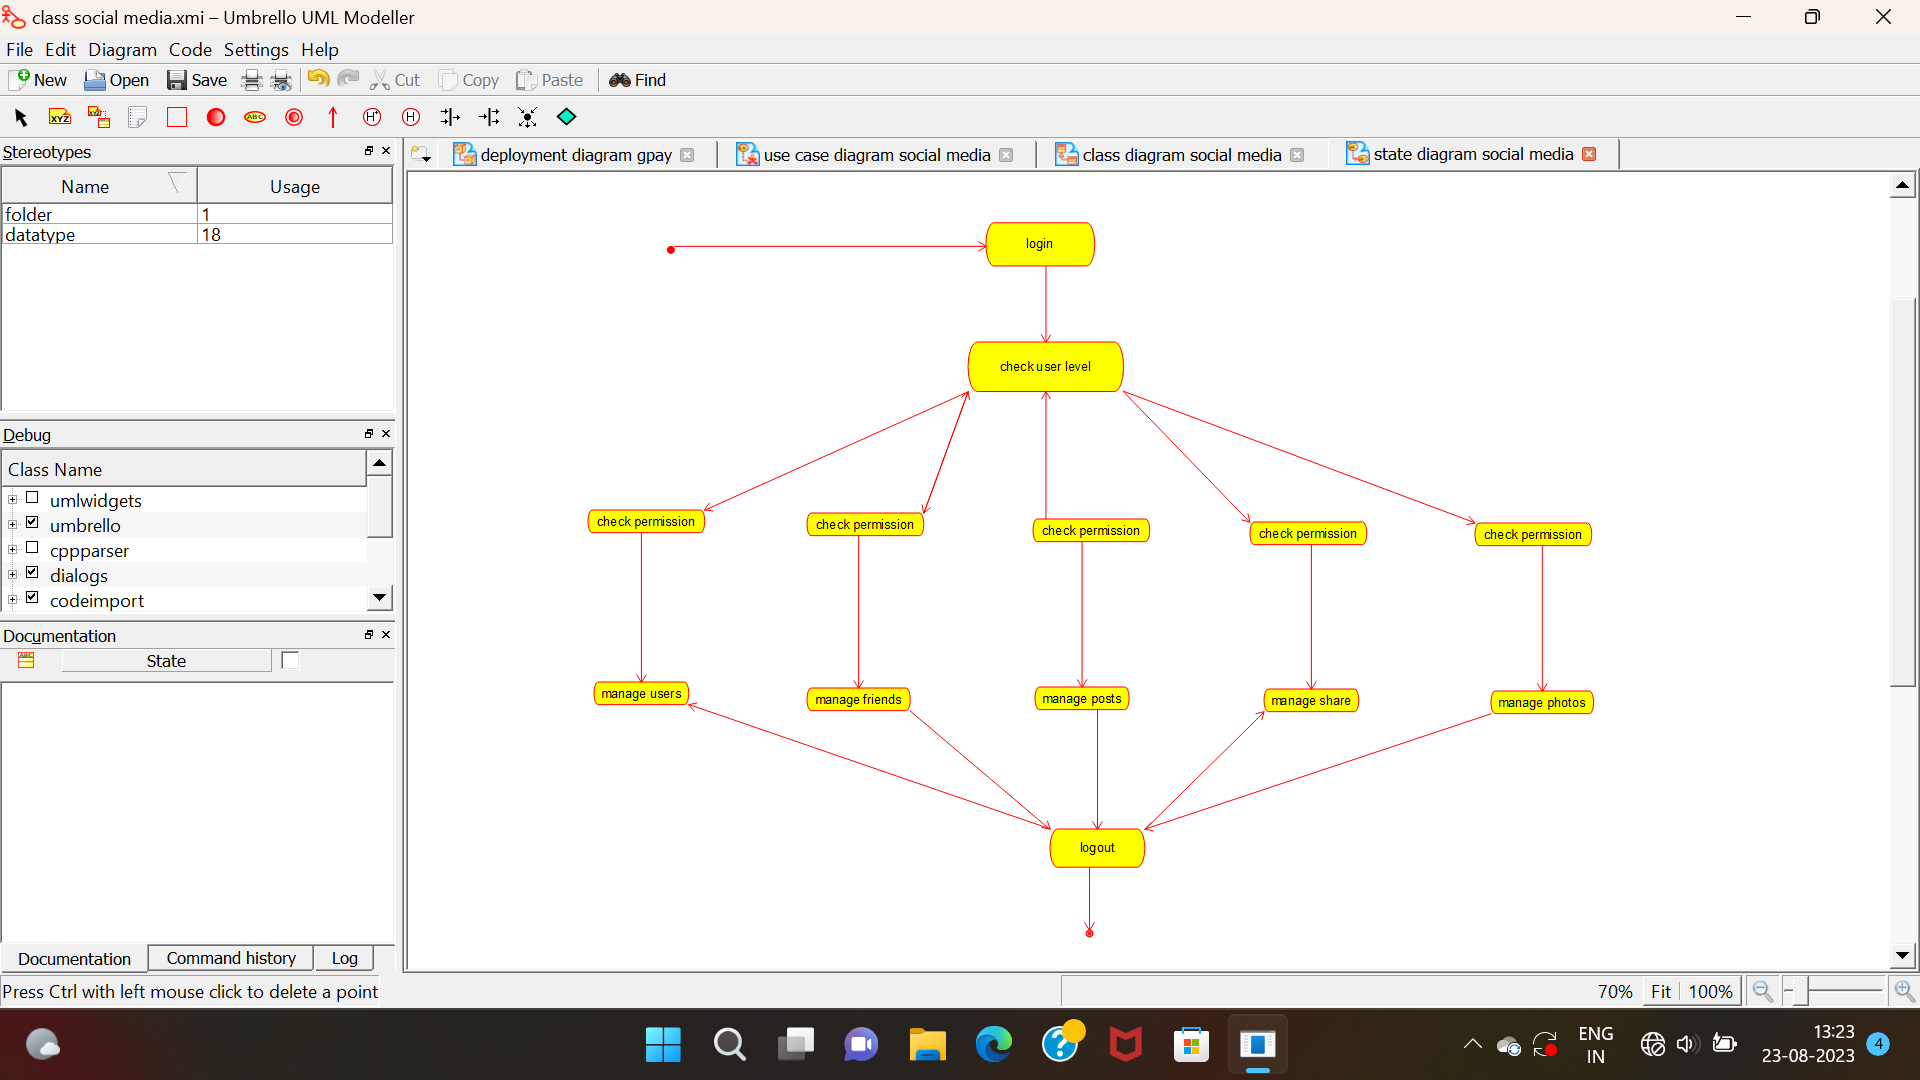 class social media.xmi – Umbrello UML Modeller
File Edit Diagram Code Settings Help
New Open Save Cut Copy Paste Find
XYZ XYZ ABC H* H
Stereotypes
Name Usage
folder 1
datatype 18
Debug
Class Name
umlwidgets
umbrello
cppparser
dialogs
codeimport
Documentation
State
Documentation Command history Log
Press Ctrl with left mouse click to delete a point
deployment diagram gpay use case diagram social media class diagram social media state diagram social media
login
check user level
check permission check permission check permission check permission check permission
manage users manage friends manage posts manage share manage photos
logout
70% Fit 100%
ENG
IN
13:23
23-08-2023
4